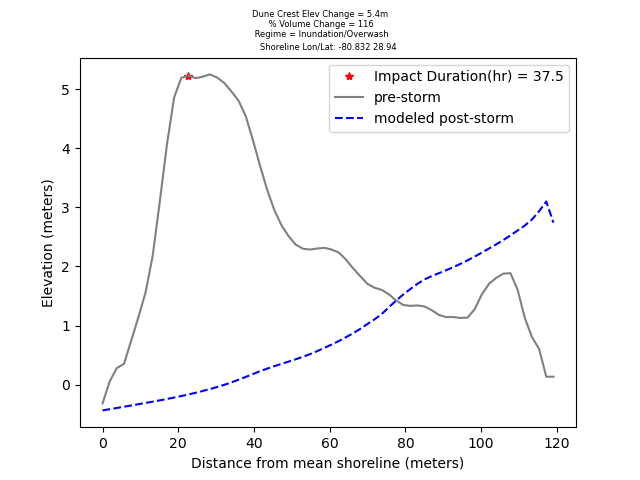 Dune Crest Elev Change = 5.4m
% Volume Change = 116
Regime = Inundation/Overwash
Shoreline Lon/Lat: -80.832 28.94
Impact Duration(hr) = 37.5
pre-storm
modeled post-storm
5
4
3
2
1
0
Elevation (meters)
0 20 40 60 80 100 120
Distance from mean shoreline (meters)